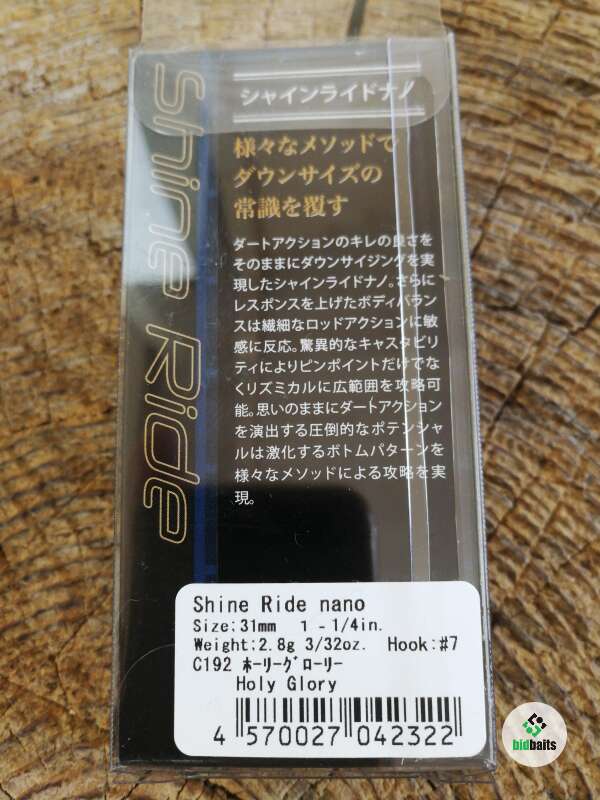 Shine Ride
シャインライドナノ
様々なメソッドで
ダウンサイズの
常識を覆す
ダートアクションのキレの良さを
そのままにダウンサイジングを実
現したシャインライドナノ。さらに
レスポンスを上げたボディバラン
スは繊細なロッドアクションに敏
感に反応。驚異的なキャスタビリ
ティによりピンポイントだけでな
くリズミカルに広範囲を攻略可
能。思いのままにダートアクション
を演出する圧倒的なポテンシャ
ルは激化するボトムパターンを
様々なメソッドによる攻略を実
現。
Shine Ride nano
Size:31mm 1 -1/4in.
Weight:2.8g 3/32oz. Hook:#7
C192 ホーリーグローリー
Holy Glory
4 570027 042322
bidbaits